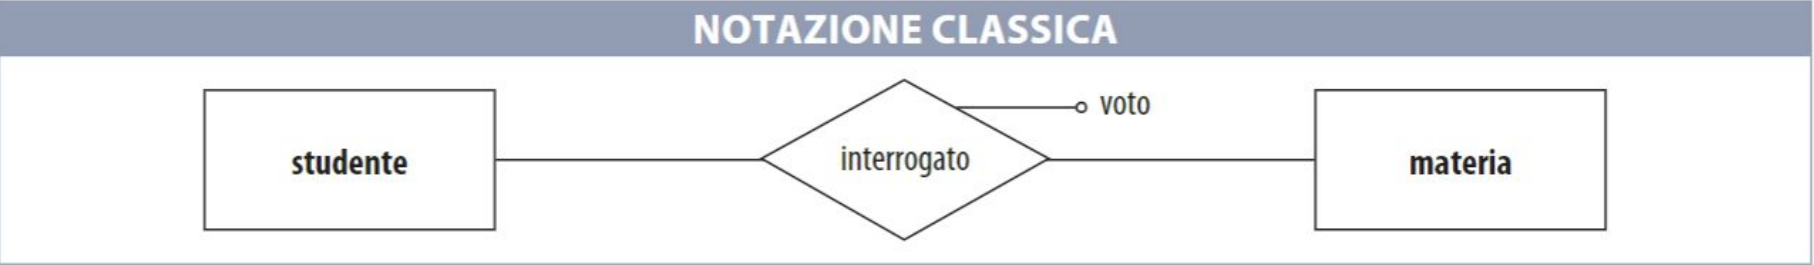 NOTAZIONE CLASSICA
voto
studente
interrogato
materia